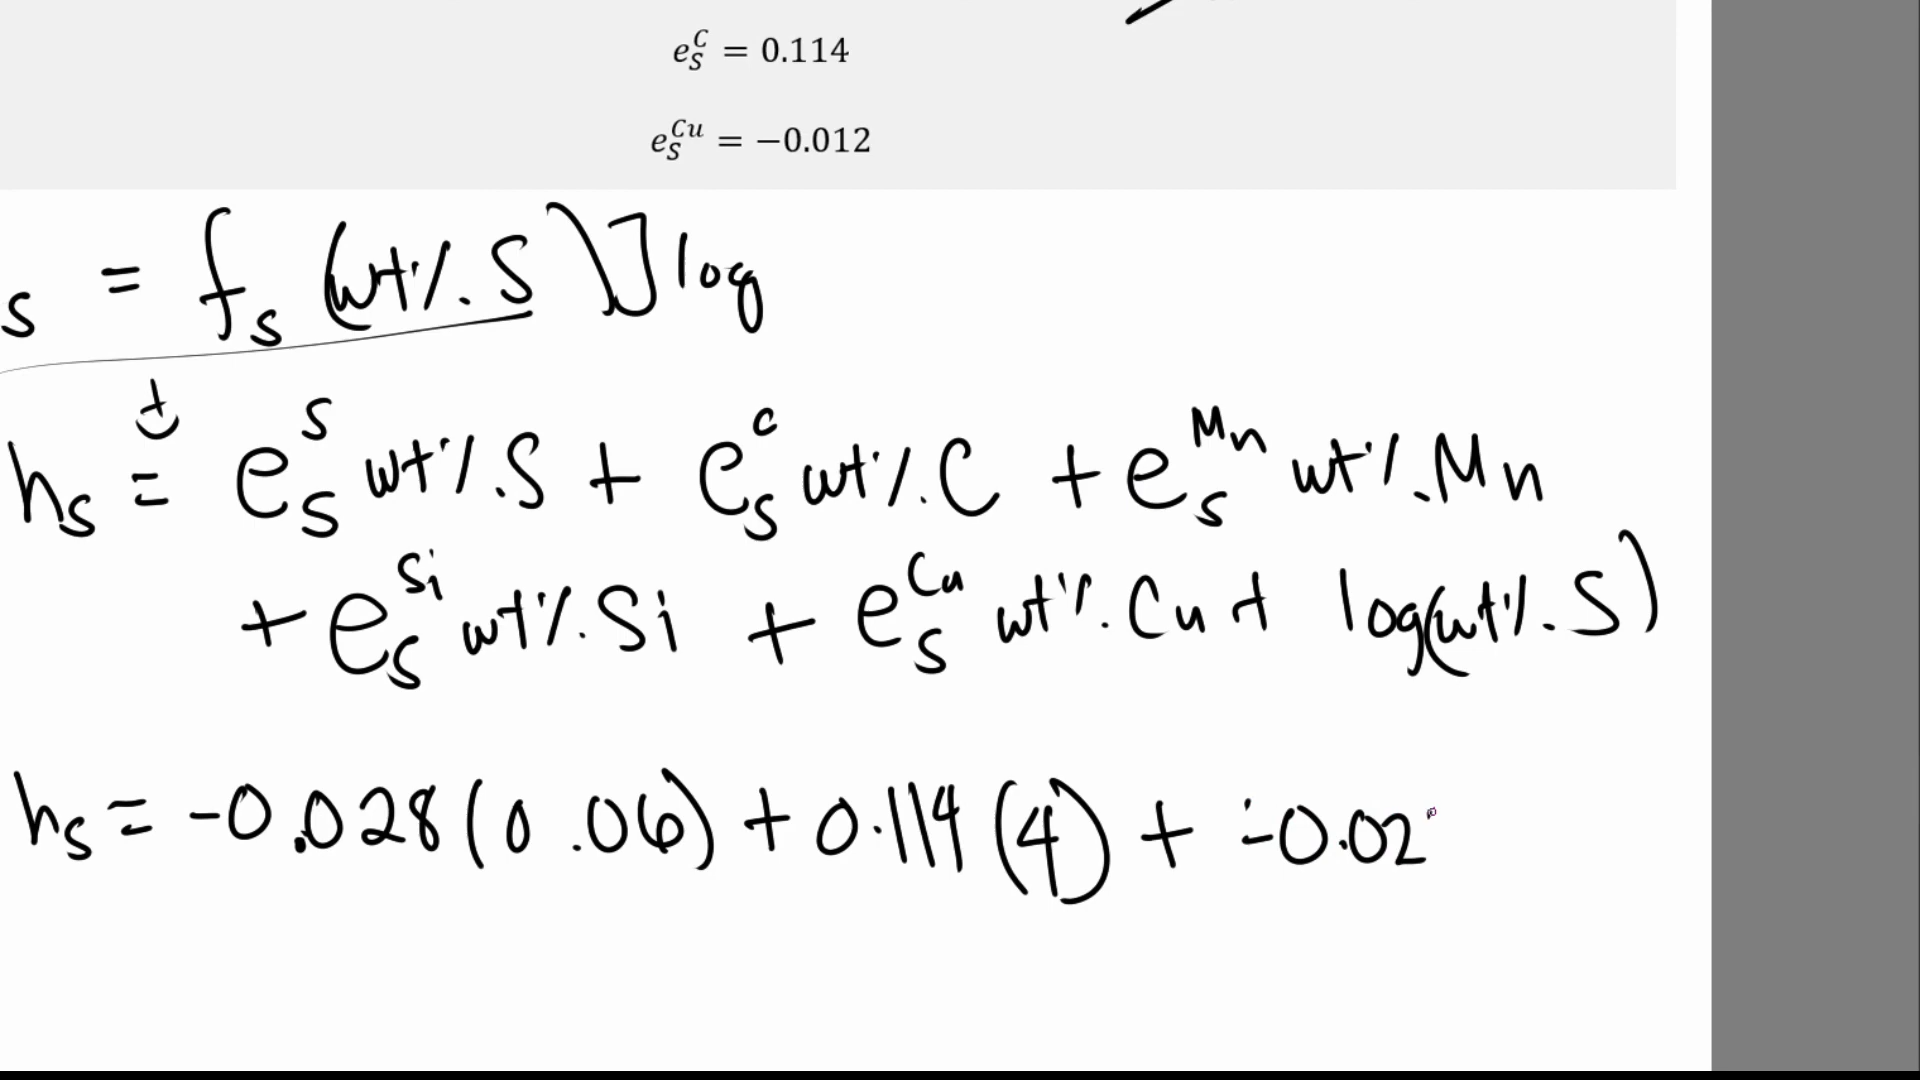 e_S^C = 0.114
e_S^Cu = −0.012
s = f_s (wt%. S)] log
h_s = e_s^s wt%.S + e_s^c wt%.C + e_s^Mn wt%.Mn
+ e_s^Si wt%.Si + e_s^Cu wt%.Cu + log(wt%.S)
h_s = -0.028(0.06) + 0.114(4) + -0.02